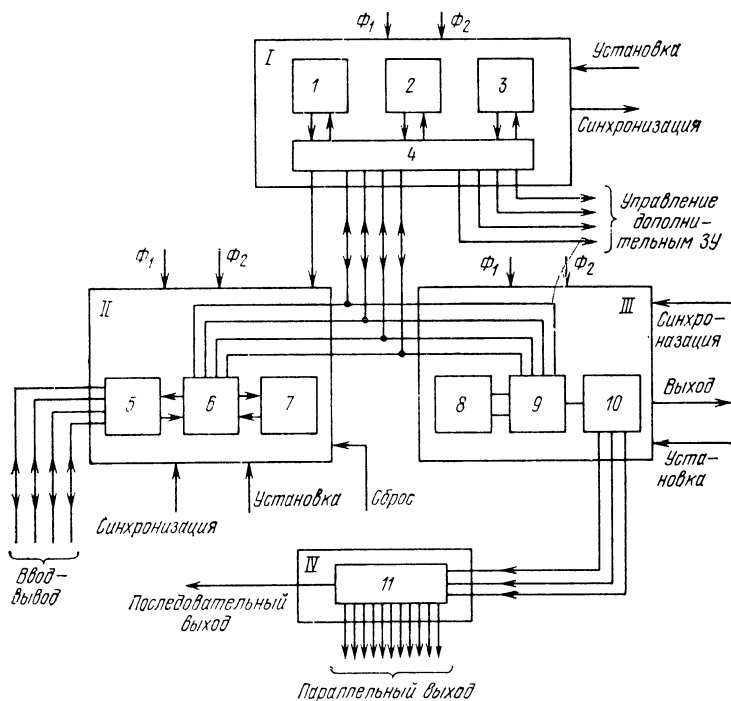 Ф1 Ф2
I
1 2 3
4
Установка
Синхронизация
Управление
дополни-
тельным ЗУ
Ф1 Ф2
II
5 6 7
Синхронизация
Установка
Сброс
Ввод-
вывод
Ф1 Ф2
III
8 9 10
Синхро-
назация
Выход
Уста-
новка
IV
11
Последовательный
выход
Параллельный выход